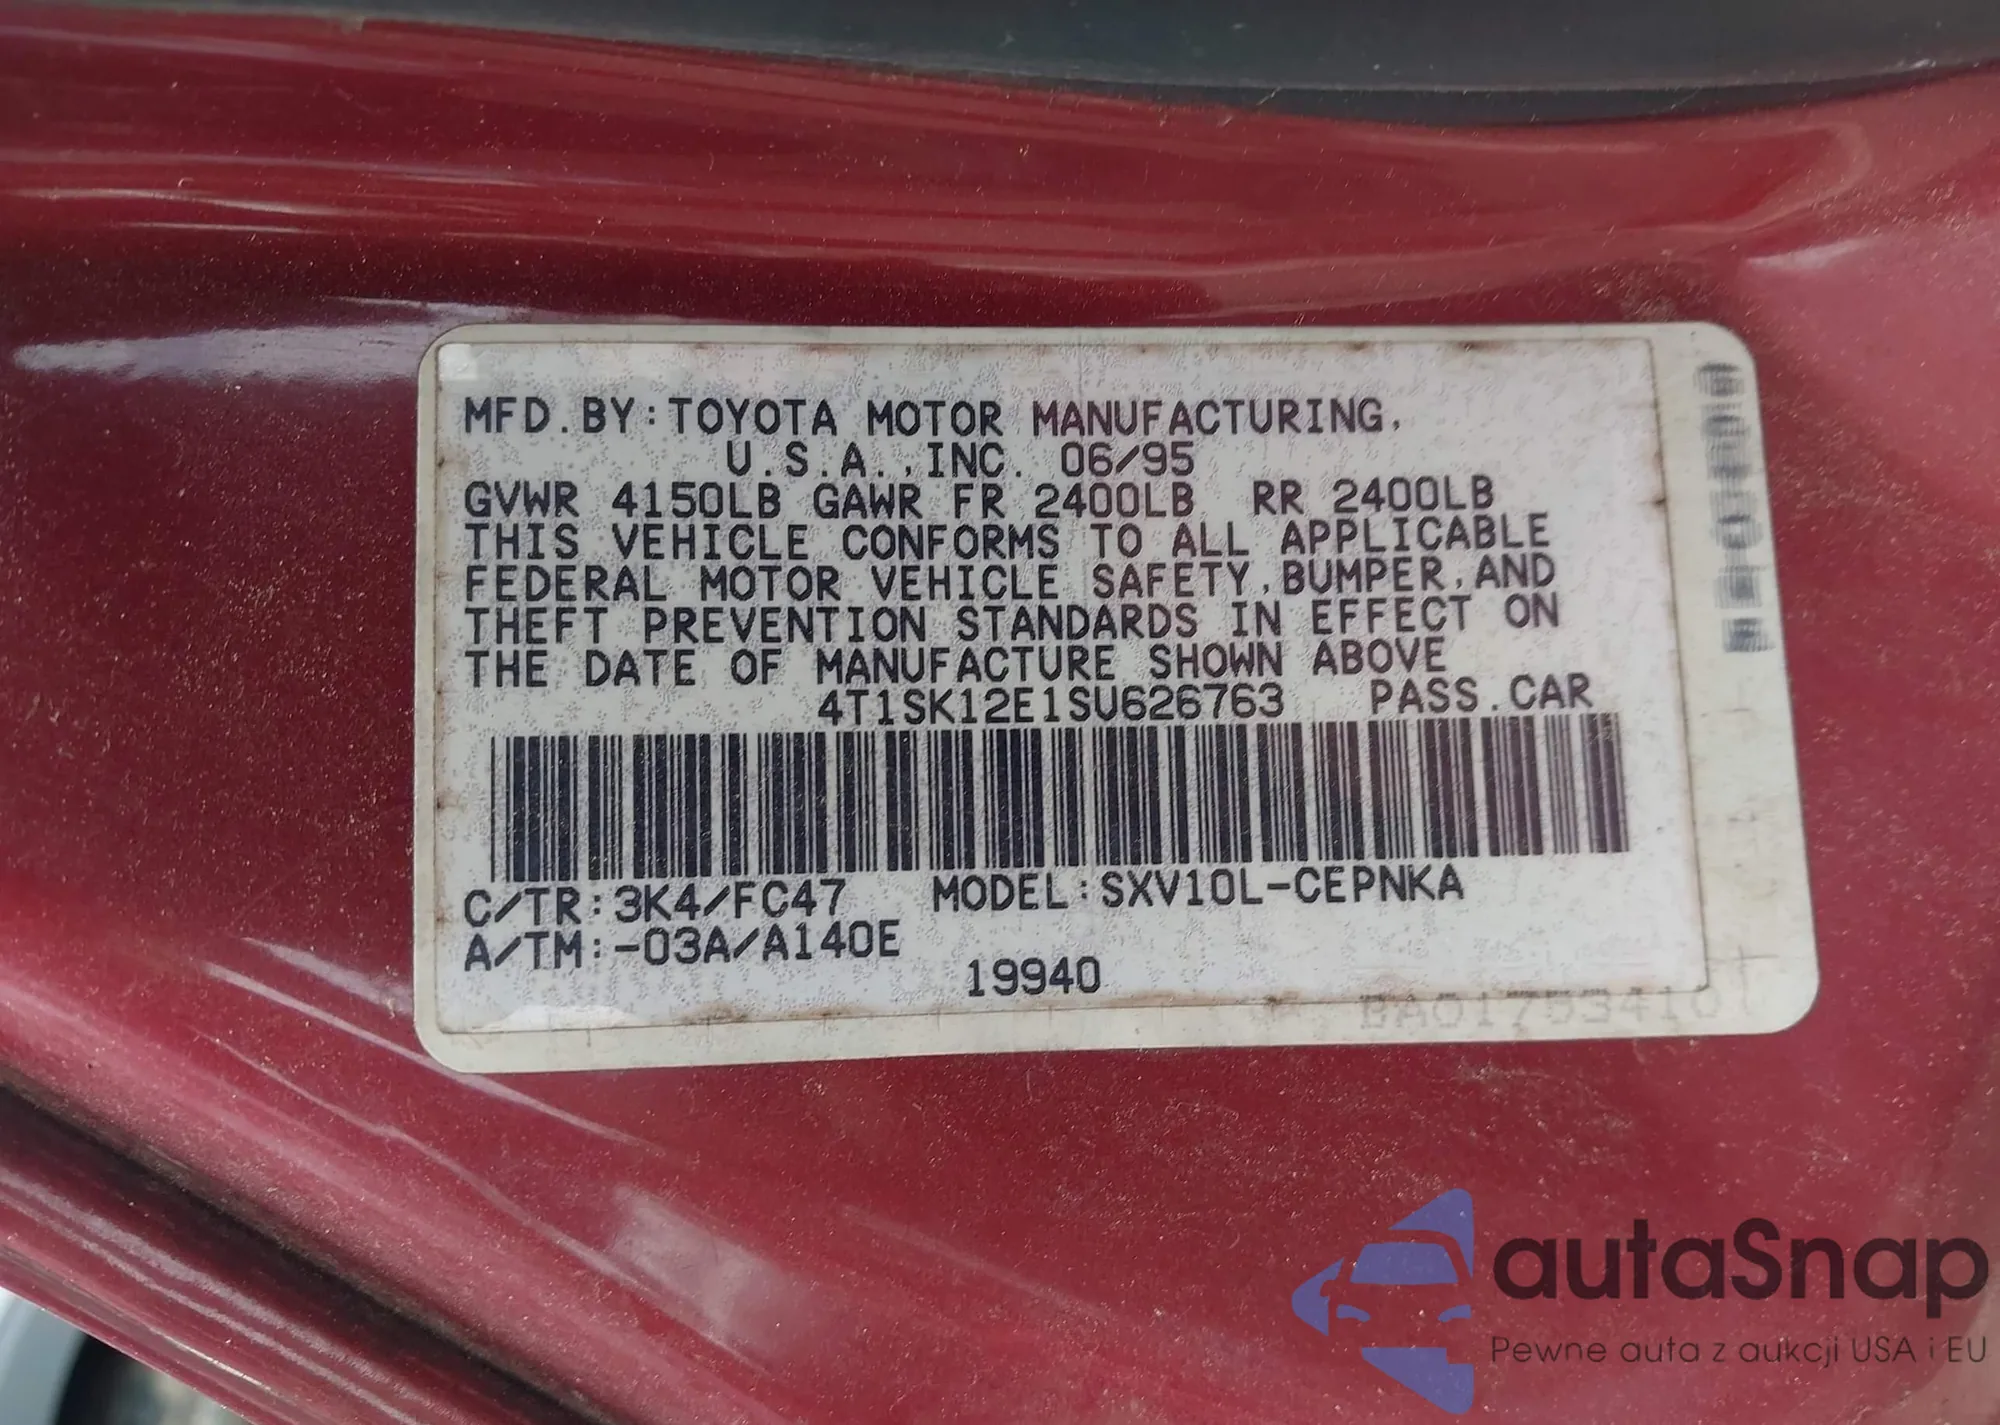 MFD.BY:TOYOTA MOTOR MANUFACTURING,
U.S.A.,INC. 06/95
GVWR 4150LB GAWR FR 2400LB RR 2400LB
THIS VEHICLE CONFORMS TO ALL APPLICABLE
FEDERAL MOTOR VEHICLE SAFETY,BUMPER,AND
THEFT PREVENTION STANDARDS IN EFFECT ON
THE DATE OF MANUFACTURE SHOWN ABOVE
4T1SK12E1SU626763 PASS.CAR
C/TR:3K4/FC47 MODEL:SXV10L-CEPNKA
A/TM:-03A/A140E
19940
autaSnap
Pewne auta z aukcji USA i EU